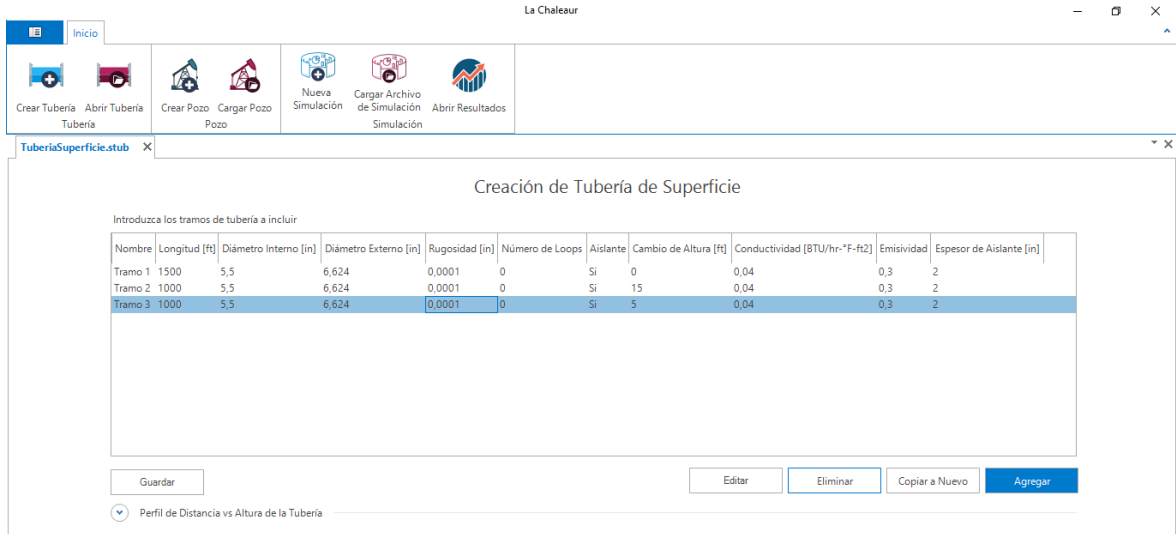 La Chaleaur
Inicio
Crear Tubería Abrir Tubería Crear Pozo Cargar Pozo Nueva Simulación Cargar Archivo de Simulación Abrir Resultados
Tubería Pozo Simulación
TuberiaSuperficie.stub
Creación de Tubería de Superficie
Introduzca los tramos de tubería a incluir
Nombre Longitud [ft] Diámetro Interno [in] Diámetro Externo [in] Rugosidad [in] Número de Loops Aislante Cambio de Altura [ft] Conductividad [BTU/hr-°F-ft2] Emisividad Espesor de Aislante [in]
Tramo 1 1500 5,5 6,624 0,0001 0 Si 0 0,04 0,3 2
Tramo 2 1000 5,5 6,624 0,0001 0 Si 15 0,04 0,3 2
Tramo 3 1000 5,5 6,624 0,0001 0 Si 5 0,04 0,3 2
Guardar Editar Eliminar Copiar a Nuevo Agregar
Perfil de Distancia vs Altura de la Tubería